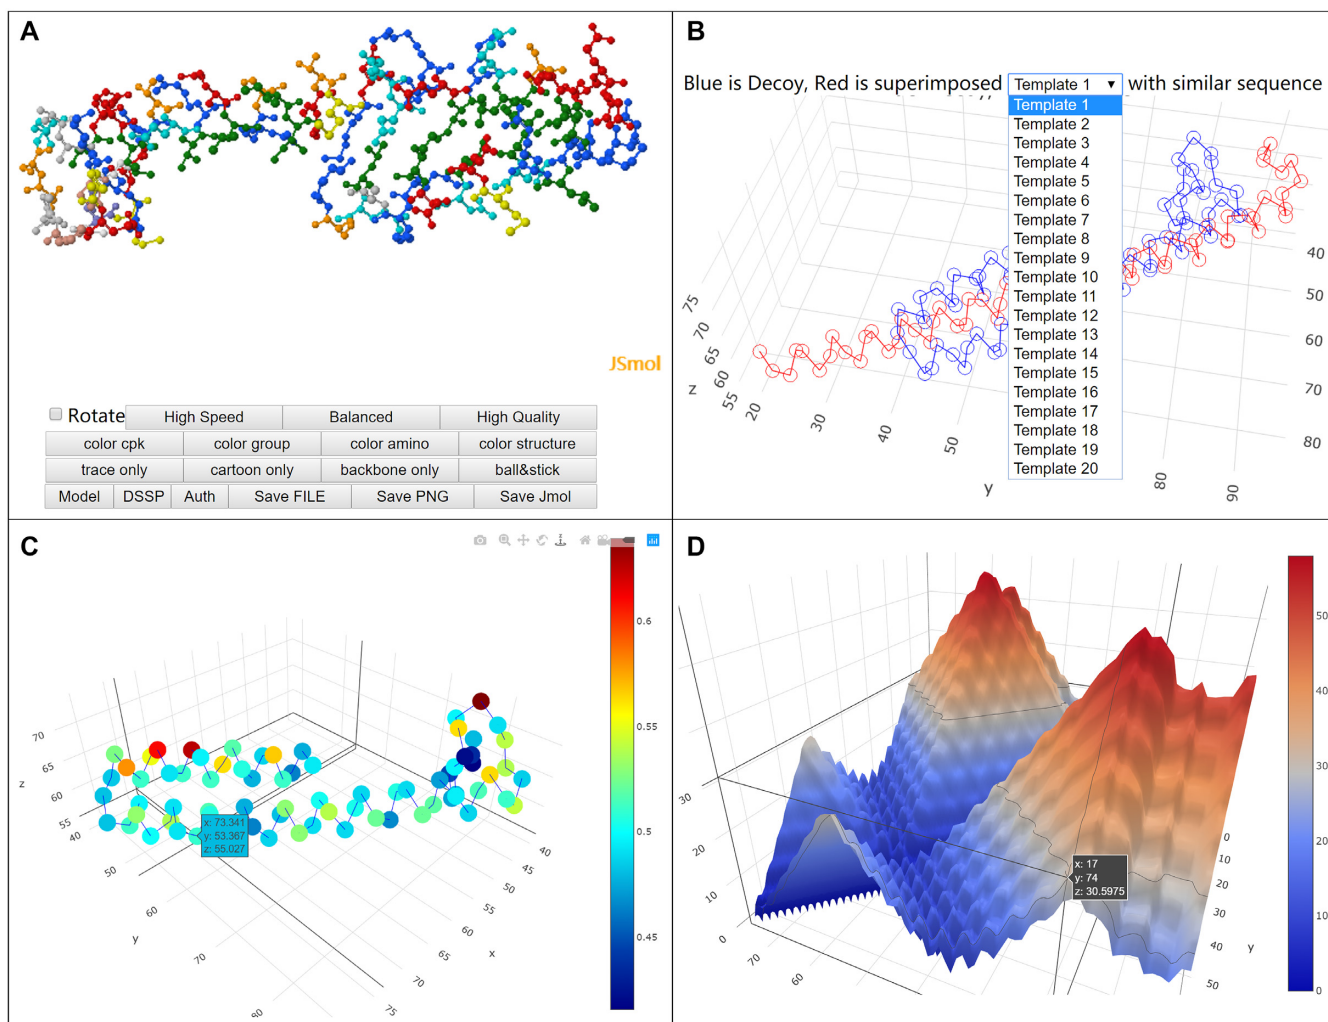 A
JSmol
Rotate High Speed Balanced High Quality
color cpk color group color amino color structure
trace only cartoon only backbone only ball&stick
Model DSSP Auth Save FILE Save PNG Save Jmol
B
Blue is Decoy, Red is superimposed Template 1 ▼ with similar sequence
Template 1
Template 2
Template 3
Template 4
Template 5
Template 6
Template 7
Template 8
Template 9
Template 10
Template 11
Template 12
Template 13
Template 14
Template 15
Template 16
Template 17
Template 18
Template 19
Template 20
75
70
65
60
55
z
20
30
40
50
80
90
y
40
50
60
70
80
C
0.6
0.55
0.5
0.45
70
65
60
55
z
40
50
60
70
80
y
40
45
50
55
60
65
70
75
x
x: 73.341
y: 53.367
z: 55.027
D
50
40
30
20
10
0
30
20
10
0
70
60
0
10
20
30
40
50
y
x: 17
y: 74
z: 30.5975